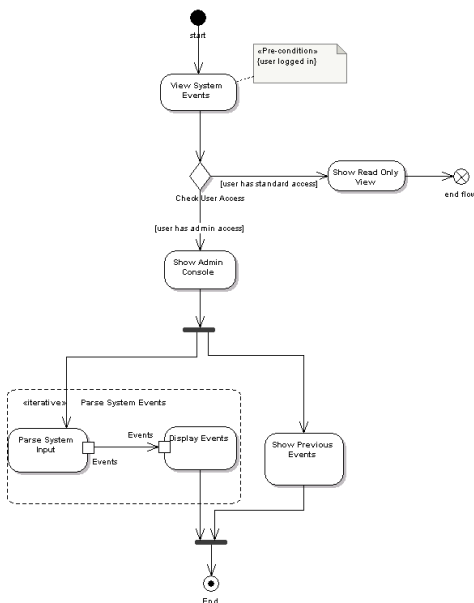 start
«Pre-condition»
{user logged in}
View System
Events
[user has standard access]
Show Read Only
View
end flow
Check User Access
[user has admin access]
Show Admin
Console
«iterative» Parse System Events
Parse System
Input
Events
Events
Display Events
Show Previous
Events
End